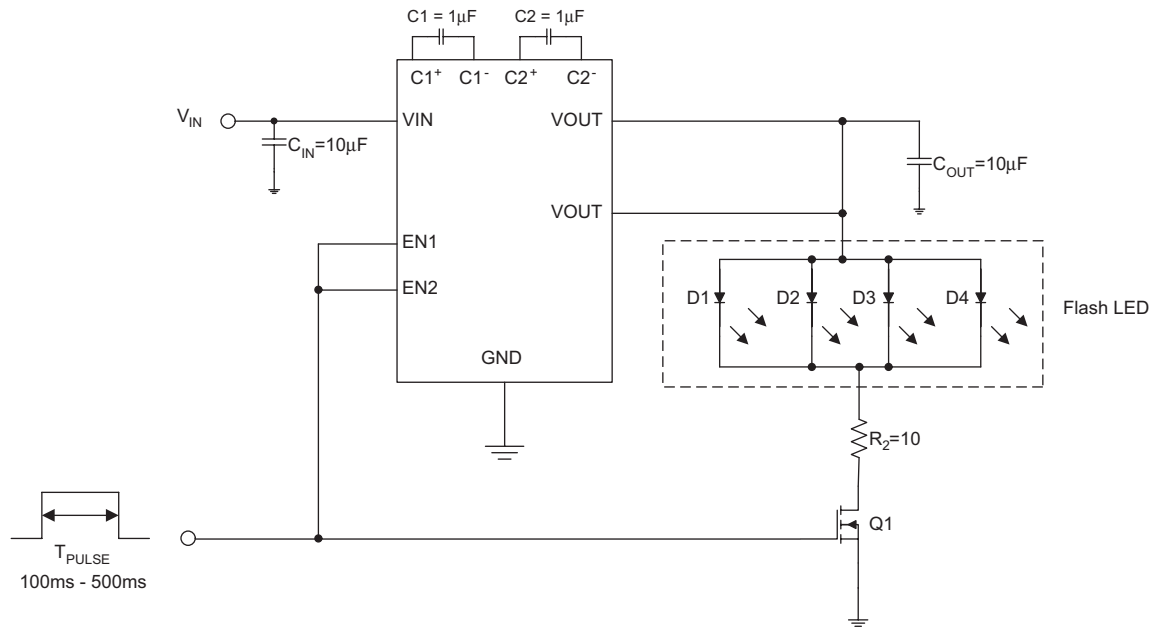 C1 = 1μF C2 = 1μF
C1+ C1- C2+ C2-
VIN VIN VOUT
CIN=10μF COUT=10μF
VOUT
EN1
EN2 D1 D2 D3 D4 Flash LED
GND
R2=10
Q1
TPULSE
100ms - 500ms